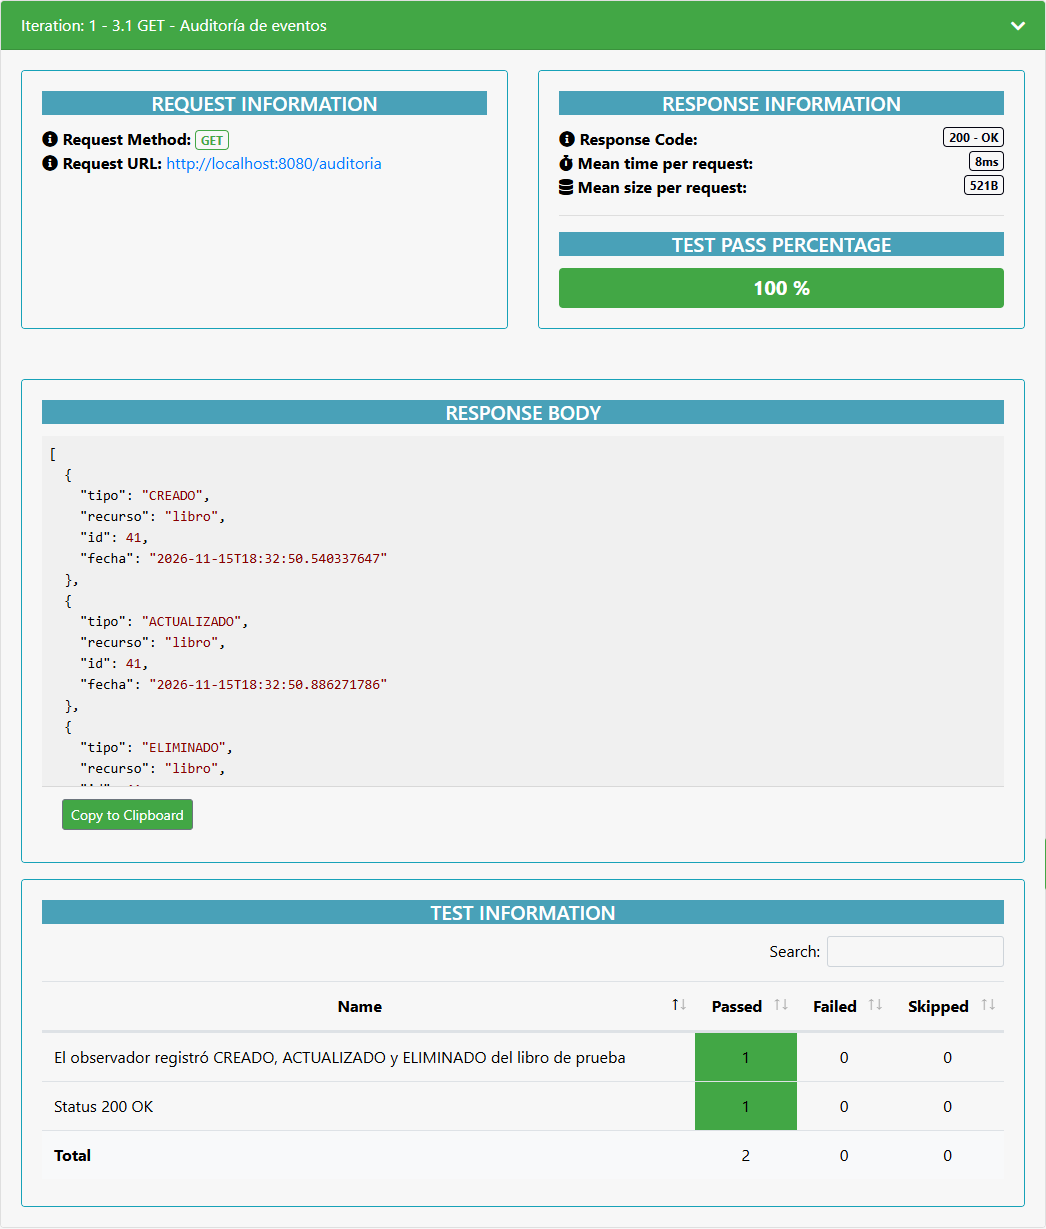 Iteration: 1 - 3.1 GET - Auditoría de eventos
REQUEST INFORMATION
Request Method: GET
Request URL: http://localhost:8080/auditoria
RESPONSE INFORMATION
Response Code: 200 - OK
Mean time per request: 8ms
Mean size per request: 521B
TEST PASS PERCENTAGE
100 %
RESPONSE BODY
[
{
"tipo": "CREADO",
"recurso": "libro",
"id": 41,
"fecha": "2026-11-15T18:32:50.540337647"
},
{
"tipo": "ACTUALIZADO",
"recurso": "libro",
"id": 41,
"fecha": "2026-11-15T18:32:50.886271786"
},
{
"tipo": "ELIMINADO",
"recurso": "libro",
Copy to Clipboard
TEST INFORMATION
Search:
Name Passed Failed Skipped
El observador registró CREADO, ACTUALIZADO y ELIMINADO del libro de prueba 1 0 0
Status 200 OK 1 0 0
Total 2 0 0